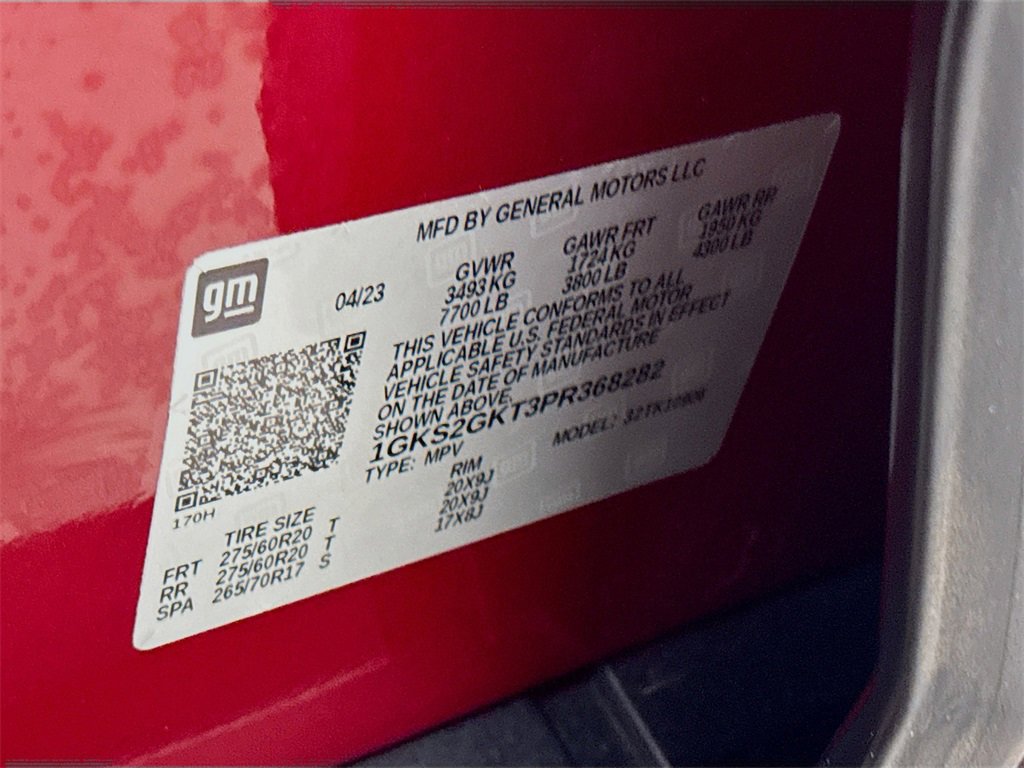 MFD BY GENERAL MOTORS LLC
gm
04/23
GVWR GAWR FRT GAWR RR
3493 KG 1724 KG 1950 KG
7700 LB 3800 LB 4300 LB
THIS VEHICLE CONFORMS TO ALL
APPLICABLE U.S. FEDERAL MOTOR
VEHICLE SAFETY STANDARDS IN EFFECT
ON THE DATE OF MANUFACTURE
SHOWN ABOVE.
1GKS2GKT3PR368282
TYPE: MPV MODEL:
170H
TIRE SIZE RIM
FRT 275/60R20 T 20X9J
RR 275/60R20 T 20X9J
SPA 265/70R17 S 17X8J